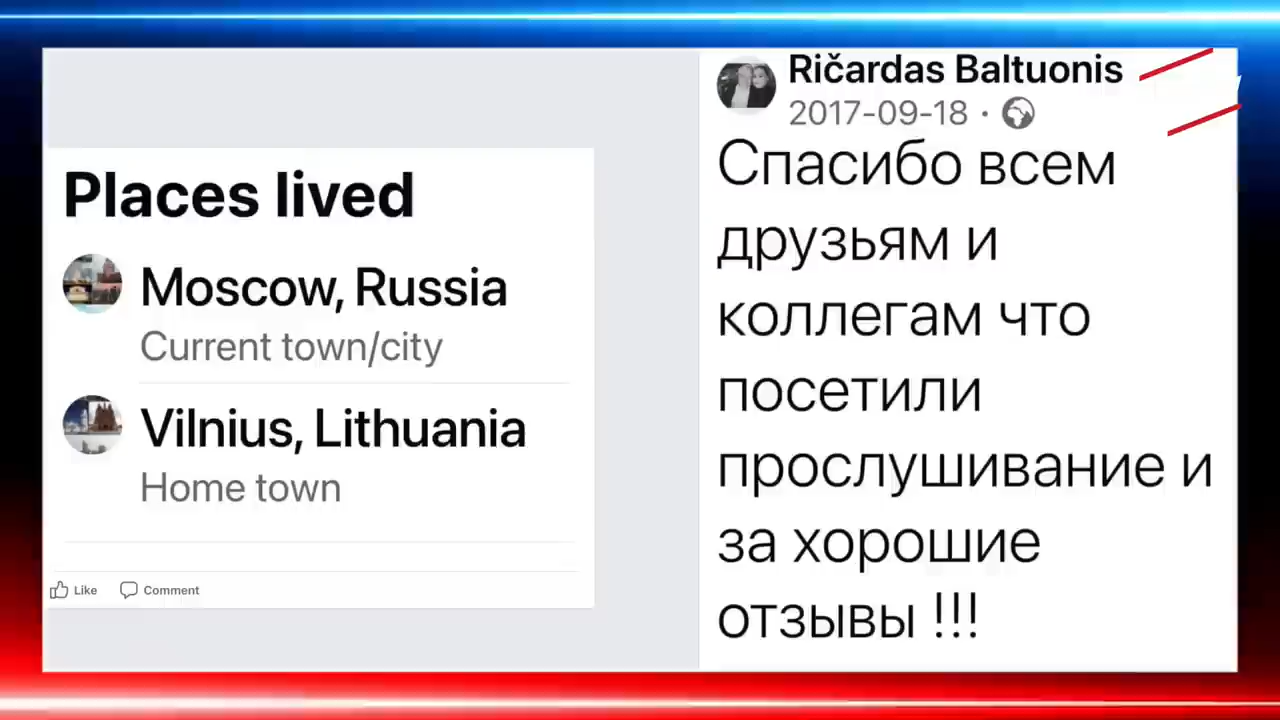 Places lived
Moscow, Russia
Current town/city
Vilnius, Lithuania
Home town
Like Comment
Ričardas Baltuonis
2017-09-18 ·
Спасибо всем
друзьям и
коллегам что
посетили
прослушивание и
за хорошие
отзывы !!!